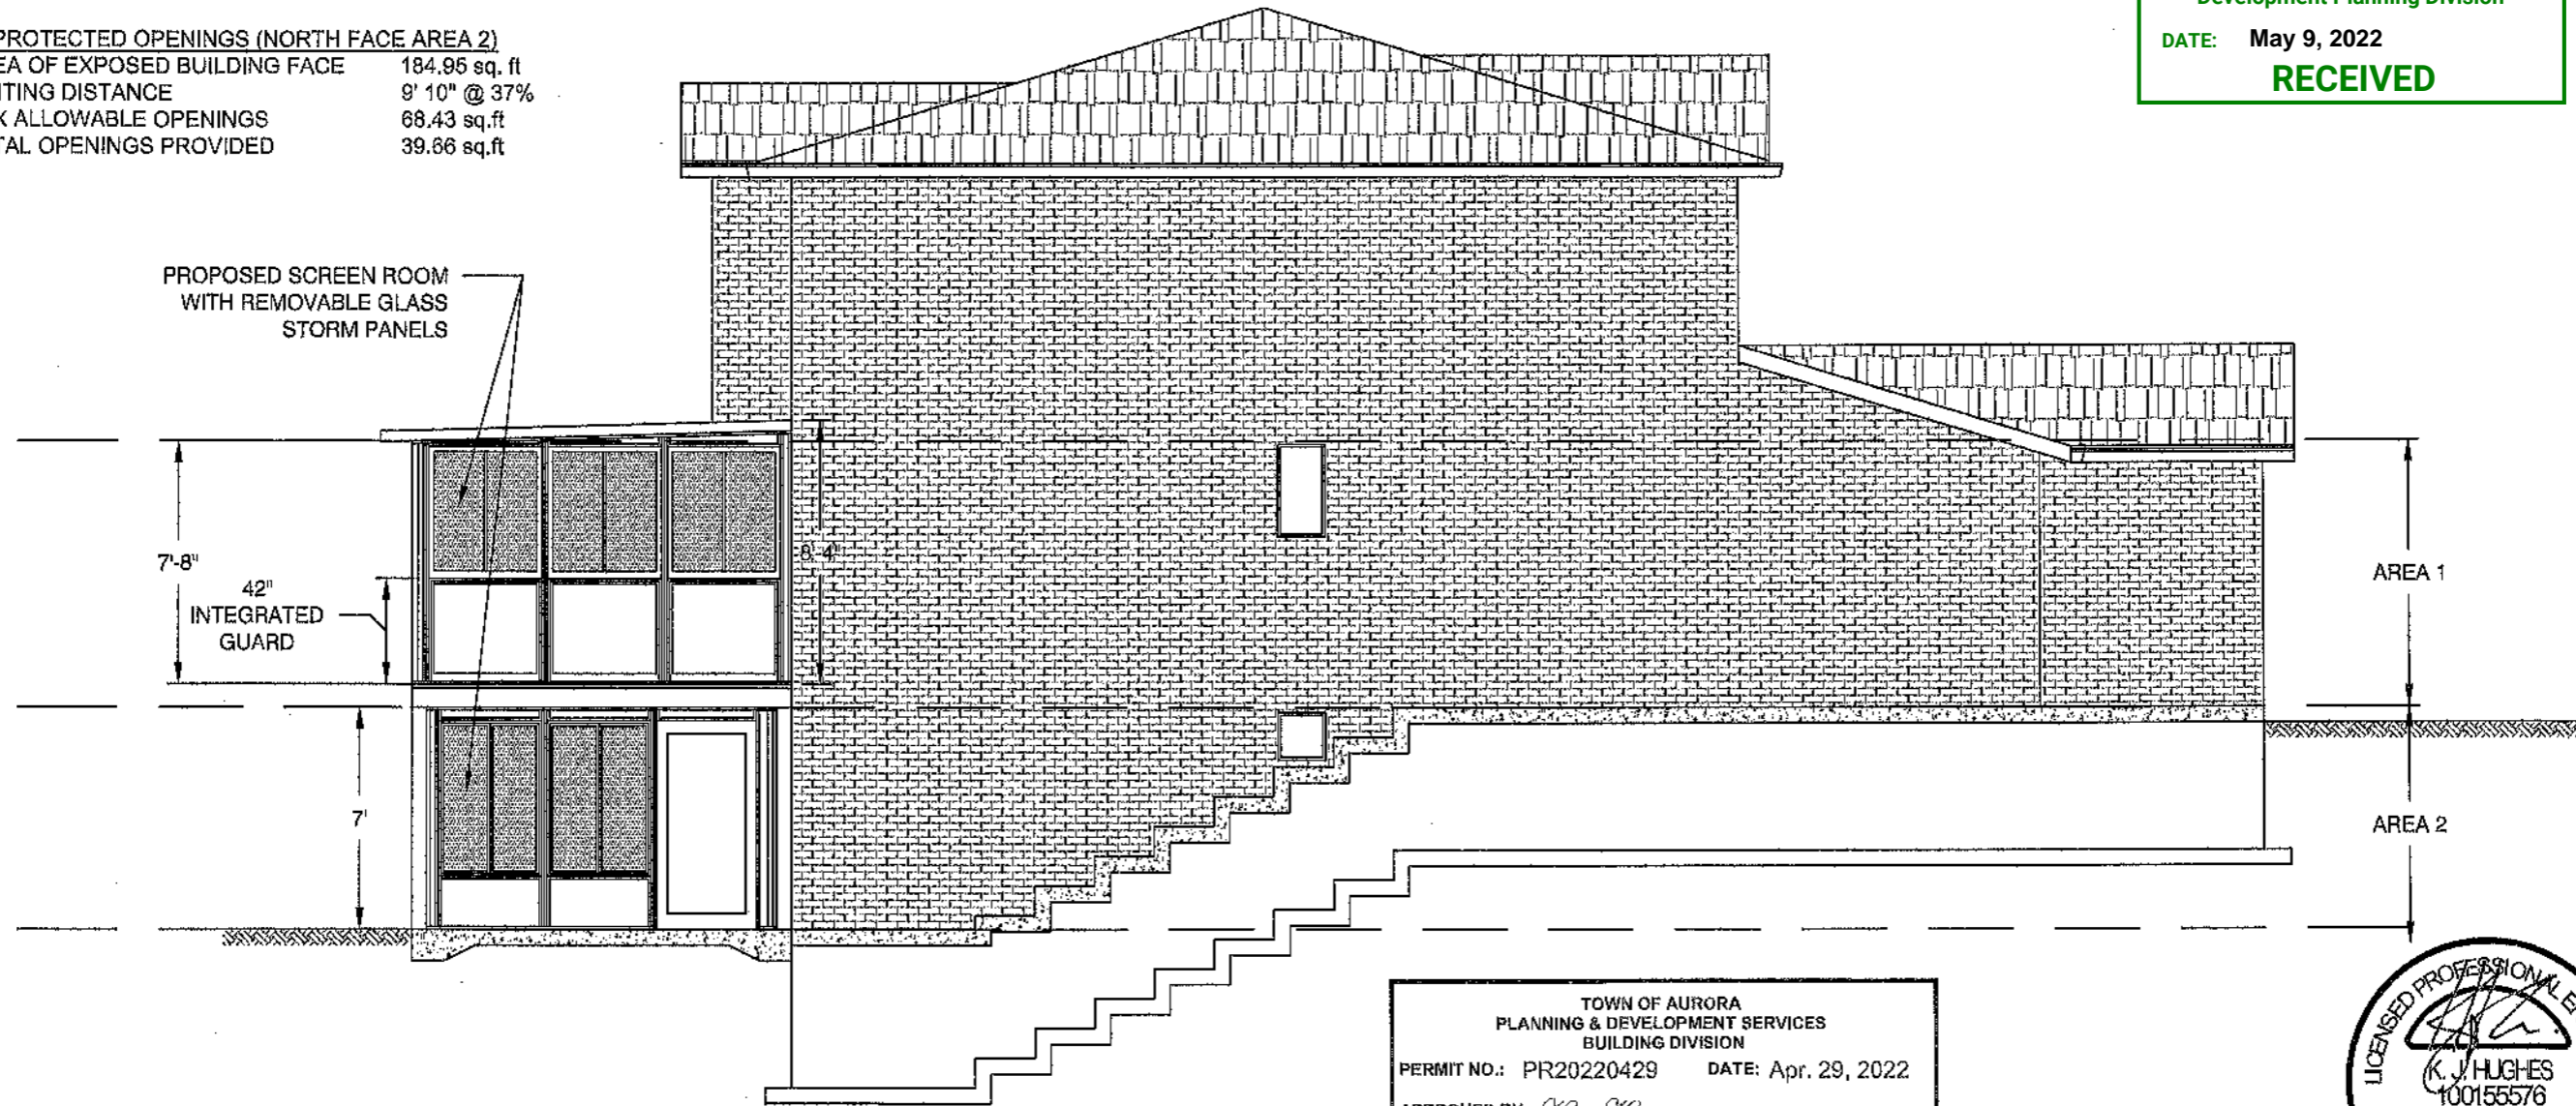 PROTECTED OPENINGS (NORTH FACE AREA 2)
EA OF EXPOSED BUILDING FACE 184.95 sq. ft
ITING DISTANCE 9' 10" @ 37%
X ALLOWABLE OPENINGS 68.43 sq.ft
TAL OPENINGS PROVIDED 39.66 sq.ft
Development Planning Division
DATE: May 9, 2022
RECEIVED
PROPOSED SCREEN ROOM
WITH REMOVABLE GLASS
STORM PANELS
7'-8"
8'-4"
42"
INTEGRATED
GUARD
AREA 1
7'
AREA 2
TOWN OF AURORA
PLANNING & DEVELOPMENT SERVICES
BUILDING DIVISION
PERMIT NO.: PR20220429 DATE: Apr. 29, 2022
LICENSED PROFESSIONAL
K. J. HUGHES
100155576